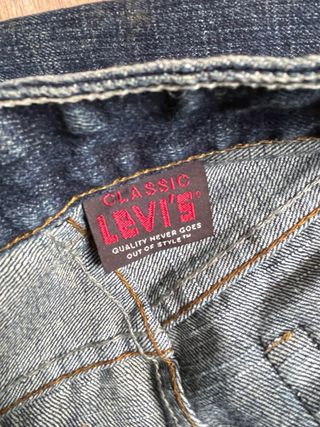 CLASSIC
LEVI'S®
QUALITY NEVER GOES
OUT OF STYLE™